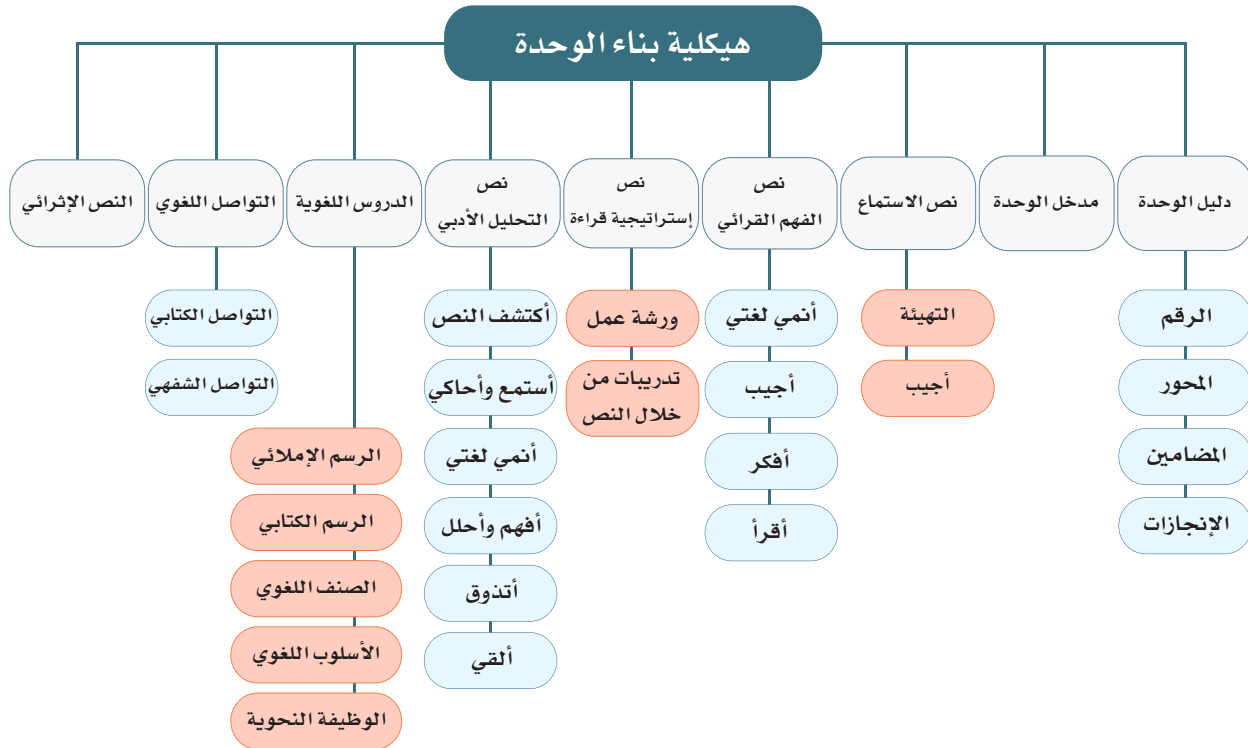 هيكلية بناء الوحدة
دليل الوحدة
الرقم
المحور
المضامين
الإنجازات
مدخل الوحدة
نص الاستماع
التهيئة
أجيب
نص
الفهم القرائي
أنمي لغتي
أجيب
أفكر
أقرأ
نص
إستراتيجية قراءة
ورشة عمل
تدريبات من
خلال النص
نص
التحليل الأدبي
أكتشف النص
أستمع وأحاكي
أنمي لغتي
أفهم وأحلل
أتذوق
ألقي
الدروس اللغوية
الرسم الإملائي
الرسم الكتابي
الصنف اللغوي
الأسلوب اللغوي
الوظيفة النحوية
التواصل اللغوي
التواصل الكتابي
التواصل الشفهي
النص الإثرائي